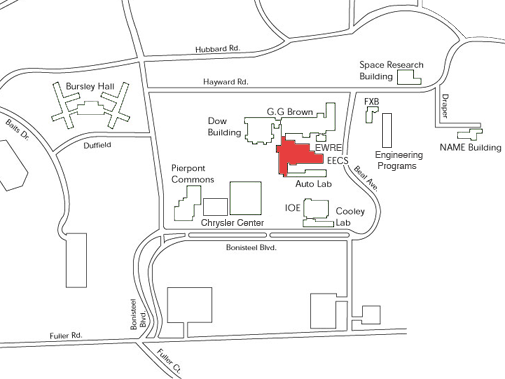 Hubbard Rd.
Space Research
Building
Hayward Rd.
Bursley Hall
FXB
Draper
G.G Brown
Dow
Building
Bates Dr.
Duffield
EWRE
EECS
Engineering
Programs
NAME Building
Pierpont
Commons
Auto Lab
Beal Ave.
IOE
Cooley
Lab
Chrysler Center
Bonisteel Blvd.
Bonisteel
Blvd.
Fuller Rd.
Fuller Ct.